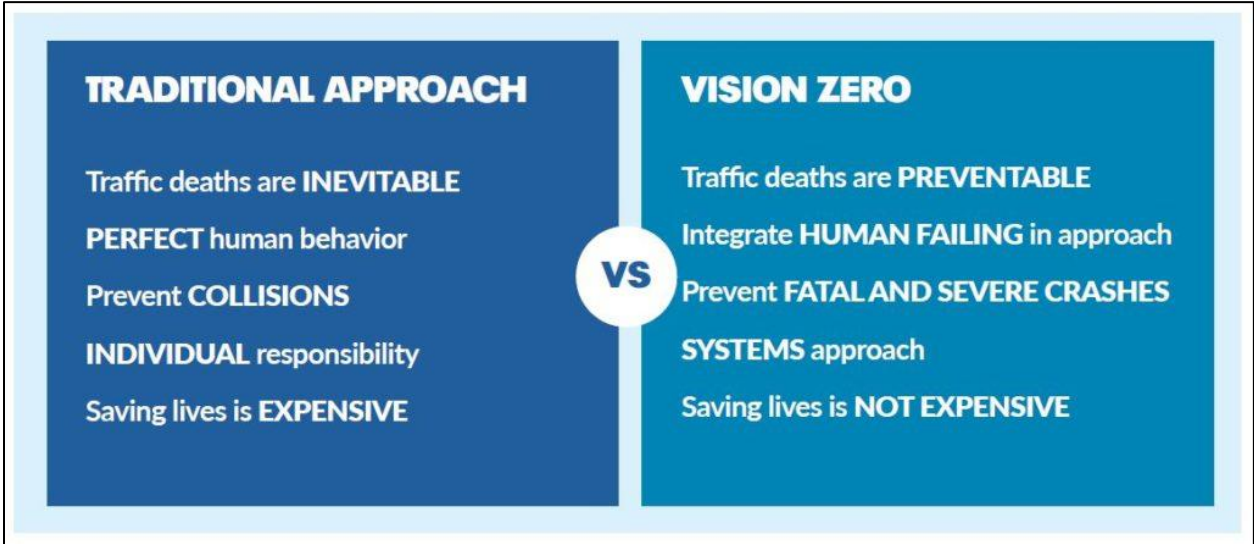 TRADITIONAL APPROACH
Traffic deaths are INEVITABLE
PERFECT human behavior
Prevent COLLISIONS
INDIVIDUAL responsibility
Saving lives is EXPENSIVE
VS
VISION ZERO
Traffic deaths are PREVENTABLE
Integrate HUMAN FAILING in approach
Prevent FATAL AND SEVERE CRASHES
SYSTEMS approach
Saving lives is NOT EXPENSIVE